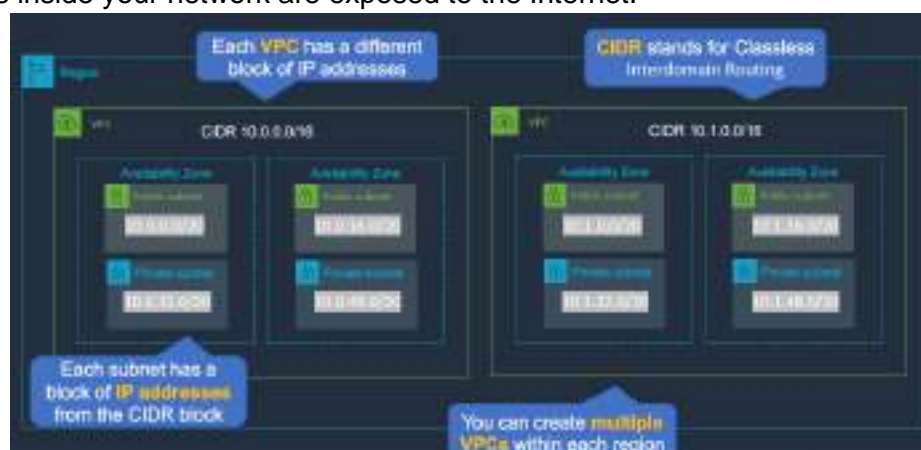 inside your network are exposed to the Internet.
Each VPC has a different
block of IP addresses
CIDR stands for Classless
Interdomain Routing
Region
VPC
CIDR 10.0.0.0/16
VPC
CIDR 10.1.0.0/16
Availability Zone
Availability Zone
Availability Zone
Availability Zone
Public subnet
Public subnet
Public subnet
Public subnet
Private subnet
Private subnet
Private subnet
Private subnet
Each subnet has a
block of IP addresses
from the CIDR block
You can create multiple
VPCs within each region